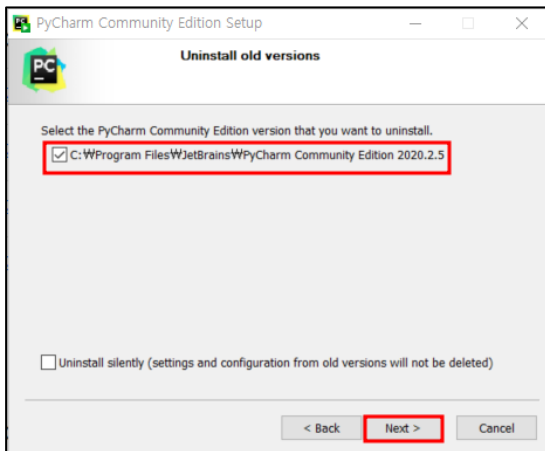 PyCharm Community Edition Setup
PC
Uninstall old versions
Select the PyCharm Community Edition version that you want to uninstall.
C:₩Program Files₩JetBrains₩PyCharm Community Edition 2020.2.5
Uninstall silently (settings and configuration from old versions will not be deleted)
< Back Next > Cancel